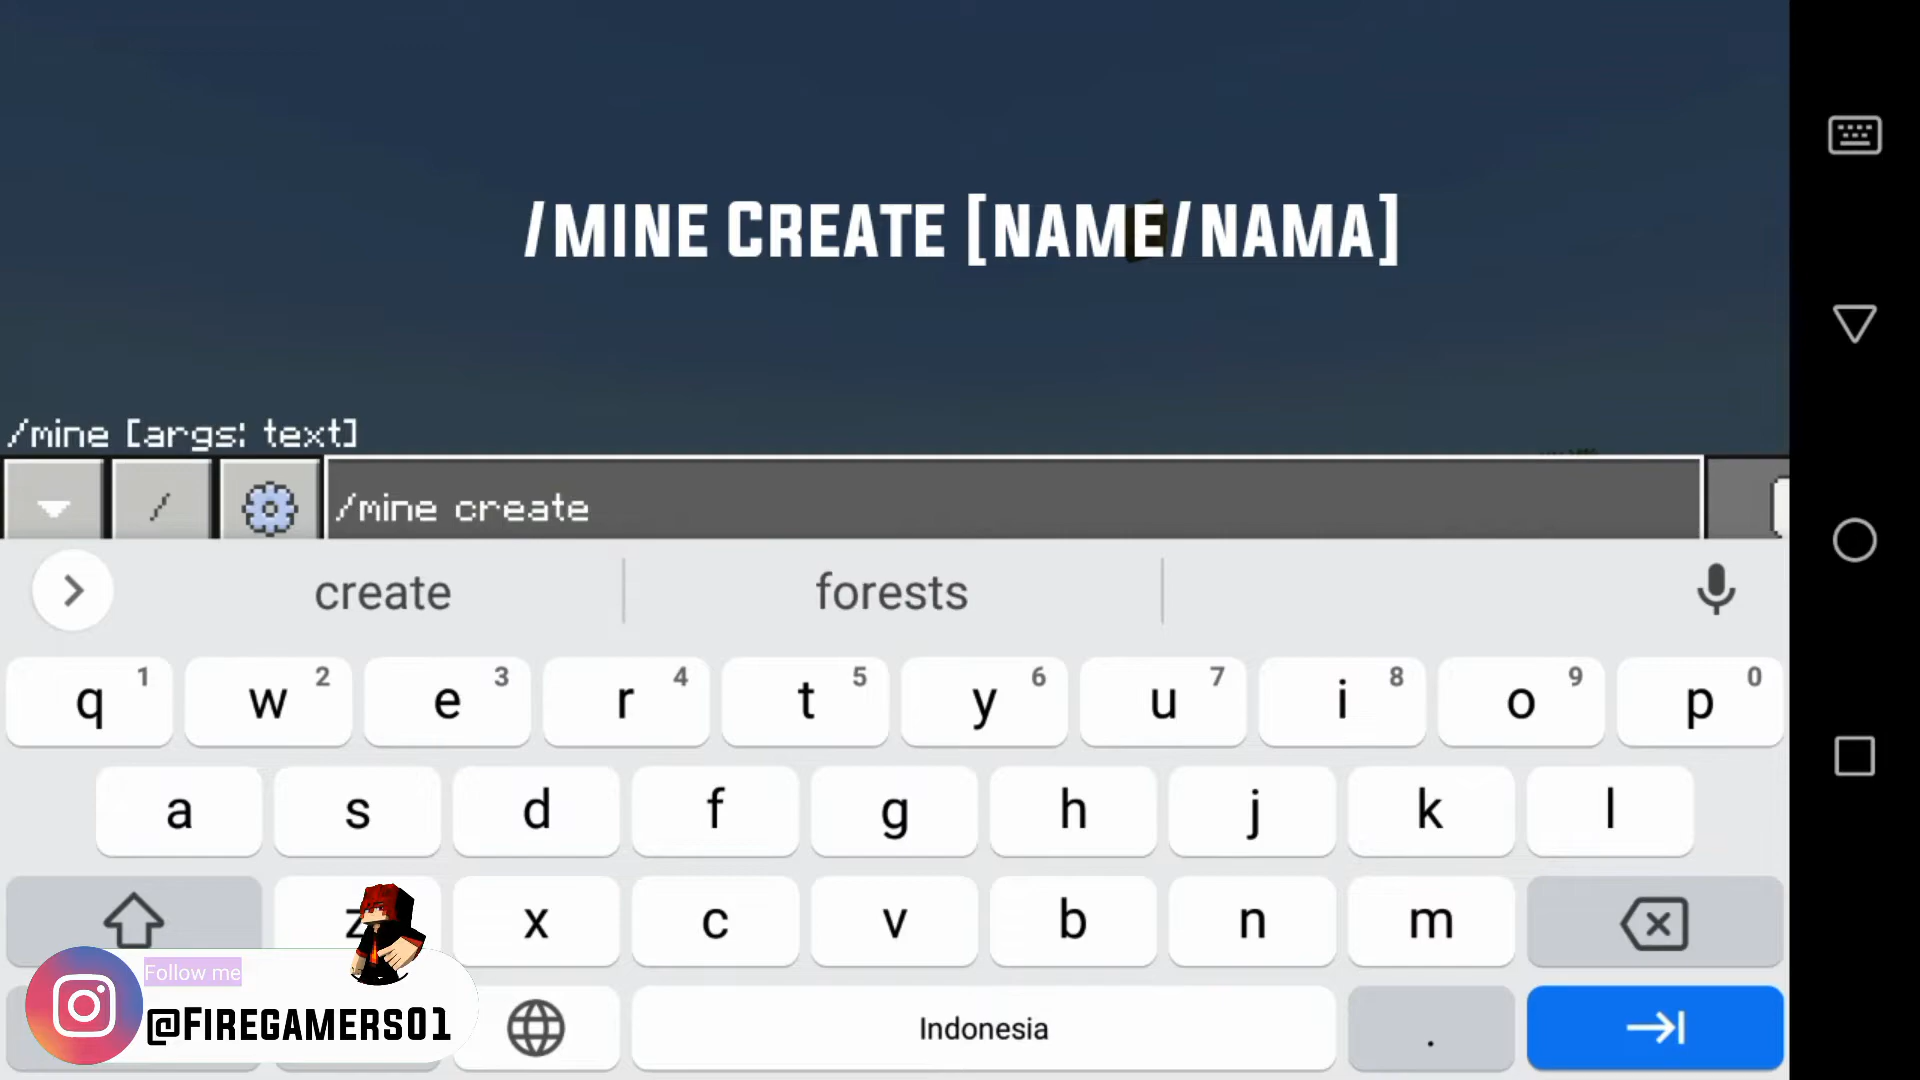 /MINE CREATE [NAME/NAMA]
/mine [args: text]
/ /mine create
create forests
q 1 w 2 e 3 r 4 t 5 y 6 u 7 i 8 o 9 p 0
a s d f g h j k l
z x c v b n m
Follow me
@FIREGAMERS01
Indonesia .